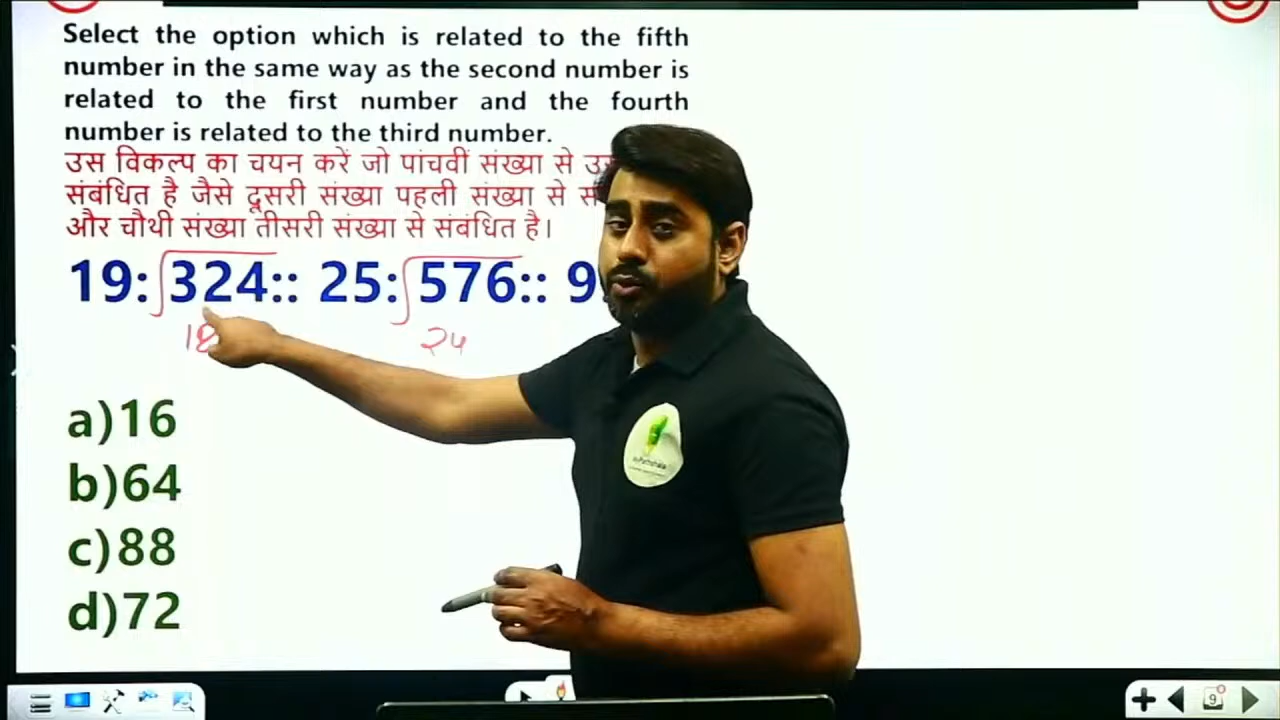 Select the option which is related to the fifth
number in the same way as the second number is
related to the first number and the fourth
number is related to the third number.
उस विकल्प का चयन करें जो पांचवीं संख्या से
संबंधित है जैसे दूसरी संख्या पहली संख्या से
और चौथी संख्या तीसरी संख्या से संबंधित है।
19:324:: 25:576:: 9
18 24
a)16
b)64
c)88
d)72
9